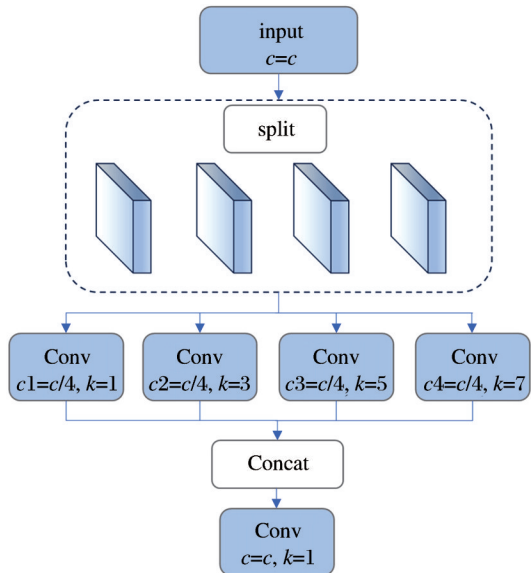 input
c=c
split
Conv
c1=c/4, k=1
Conv
c2=c/4, k=3
Conv
c3=c/4, k=5
Conv
c4=c/4, k=7
Concat
Conv
c=c, k=1